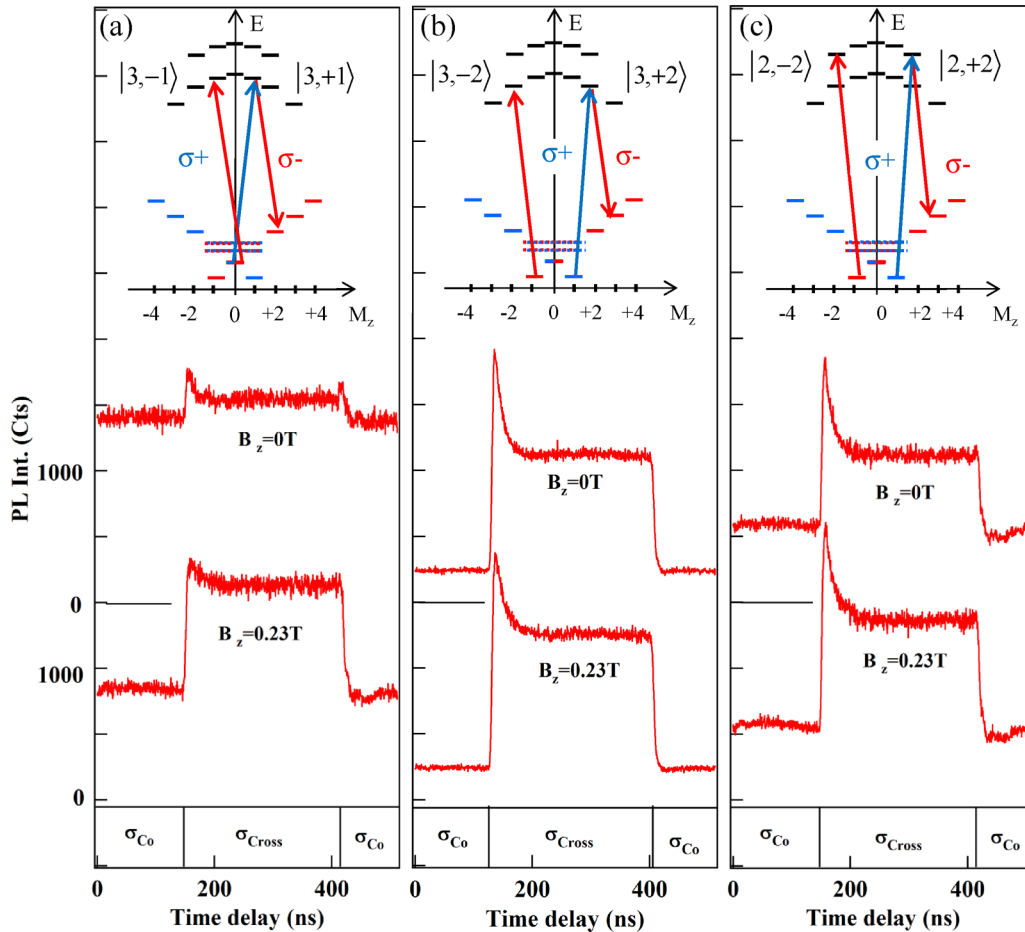 (a)
E
|3,-1⟩
|3,+1⟩
σ+
σ-
-4
-2
0
+2
+4
M_z
(b)
E
|3,-2⟩
|3,+2⟩
σ+
σ-
-4
-2
0
+2
+4
M_z
(c)
E
|2,-2⟩
|2,+2⟩
σ+
σ-
-4
-2
0
+2
+4
M_z
PL Int. (Cts)
1000
0
1000
0
B_z=0T
B_z=0.23T
B_z=0T
B_z=0.23T
B_z=0T
B_z=0.23T
σ_Co
σ_Cross
σ_Co
σ_Co
σ_Cross
σ_Co
σ_Co
σ_Cross
σ_Co
0
200
400
0
200
400
0
200
400
Time delay (ns)
Time delay (ns)
Time delay (ns)